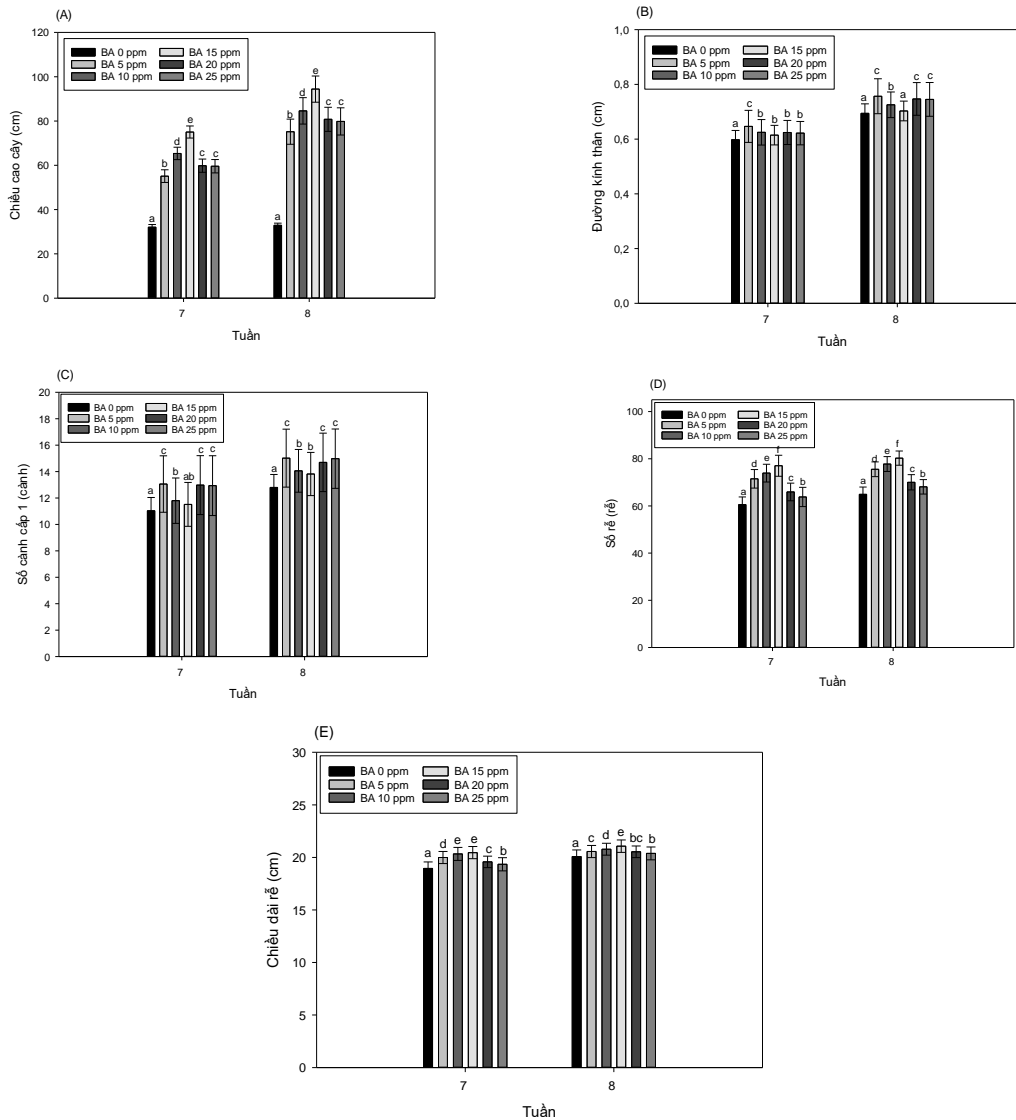 (A)
120
100
80
60
40
20
0
Chiều cao cây (cm)
BA 0 ppm BA 15 ppm
BA 5 ppm BA 20 ppm
BA 10 ppm BA 25 ppm
a b d e c c
a b d e c c
7 8
Tuần
(B)
1,0
0,8
0,6
0,4
0,2
0,0
Đường kính thân (cm)
BA 0 ppm BA 15 ppm
BA 5 ppm BA 20 ppm
BA 10 ppm BA 25 ppm
a c b b b b
a c b a c c
7 8
Tuần
(C)
20
18
16
14
12
10
8
6
4
2
0
Số cành cấp 1 (cành)
BA 0 ppm BA 15 ppm
BA 5 ppm BA 20 ppm
BA 10 ppm BA 25 ppm
a c b ab c c
a c b b c c
7 8
Tuần
(D)
100
80
60
40
20
0
Số rễ (rễ)
BA 0 ppm BA 15 ppm
BA 5 ppm BA 20 ppm
BA 10 ppm BA 25 ppm
a d e f c b
a d e f c b
7 8
Tuần
(E)
30
25
20
15
10
5
0
Chiều dài rễ (cm)
BA 0 ppm BA 15 ppm
BA 5 ppm BA 20 ppm
BA 10 ppm BA 25 ppm
a d e e c b
a c d e bc b
7 8
Tuần